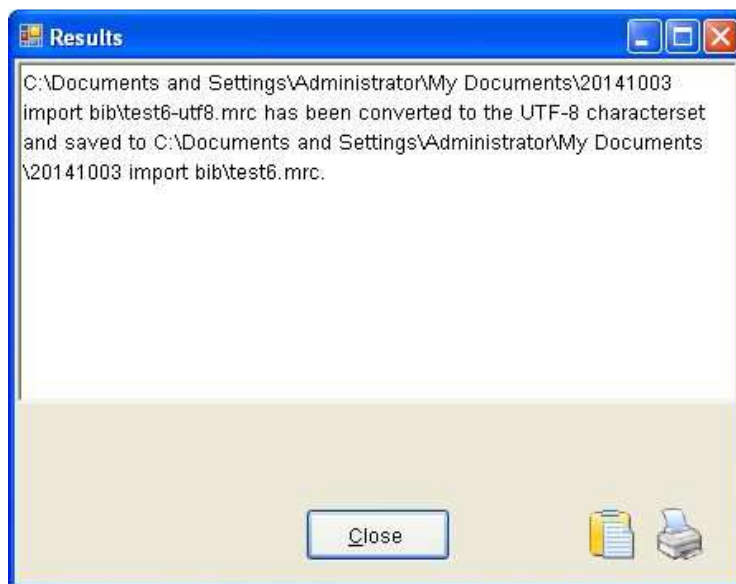 Results
C:\Documents and Settings\Administrator\My Documents\20141003
import bib\test6-utf8.mrc has been converted to the UTF-8 characterset
and saved to C:\Documents and Settings\Administrator\My Documents
\20141003 import bib\test6.mrc.
Close